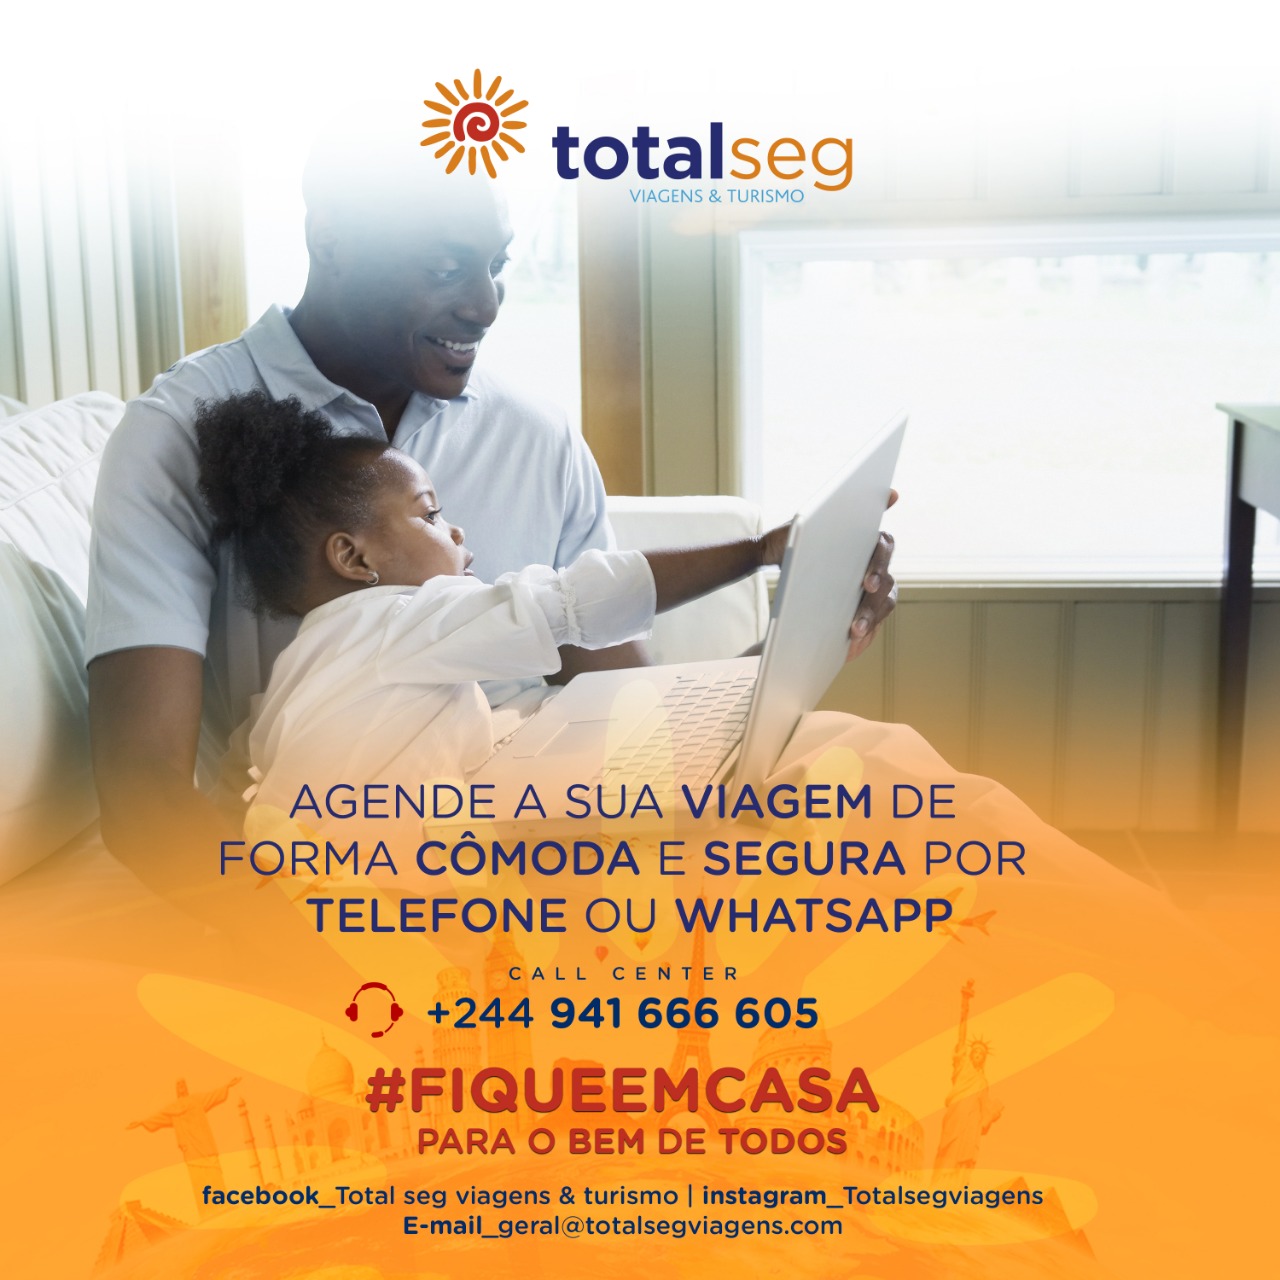 totalseg
VIAGENS & TURISMO
AGENDE A SUA VIAGEM DE
FORMA CÔMODA E SEGURA POR
TELEFONE OU WHATSAPP
CALL CENTER
+244 941 666 605
#FIQUEEMCASA
PARA O BEM DE TODOS
facebook_Total seg viagens & turismo | instagram_Totalsegviagens
E-mail_geral@totalsegviagens.com